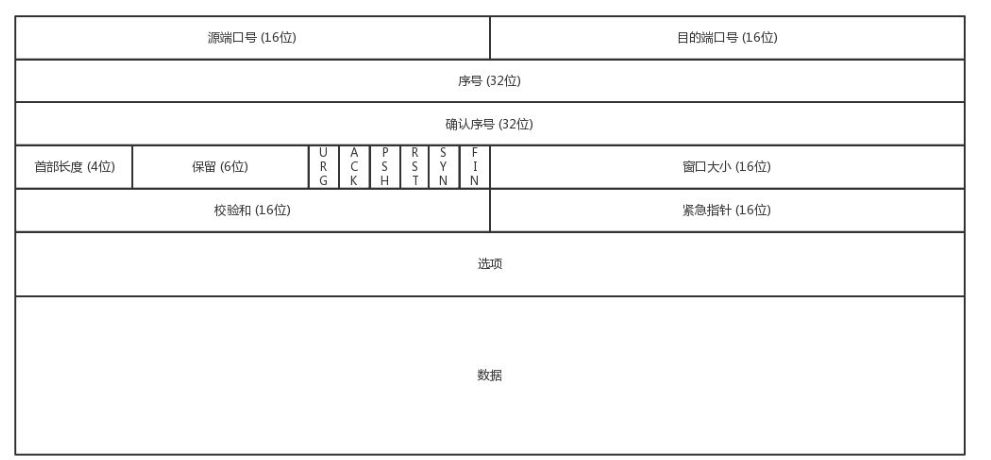 源端口号 (16位)
目的端口号 (16位)
序号 (32位)
确认序号 (32位)
首部长度 (4位)
保留 (6位)
URG
ACK
PSH
RST
SYN
FIN
窗口大小 (16位)
校验和 (16位)
紧急指针 (16位)
选项
数据